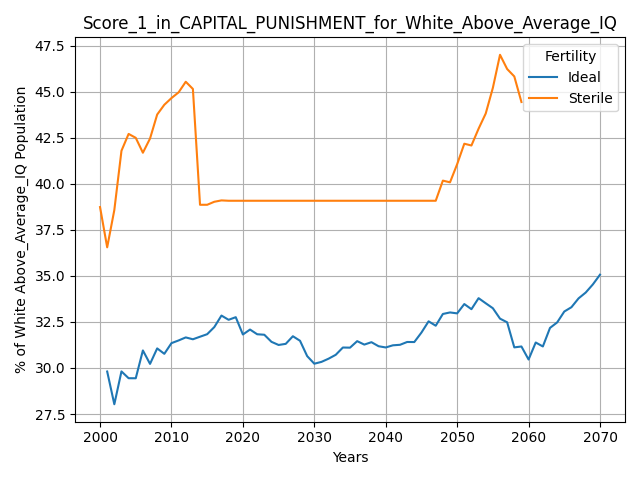 Score_1_in_CAPITAL_PUNISHMENT_for_White_Above_Average_IQ
% of White Above_Average_IQ Population
47.5
45.0
42.5
40.0
37.5
35.0
32.5
30.0
27.5
Fertility
Ideal
Sterile
2000
2010
2020
2030
2040
2050
2060
2070
Years